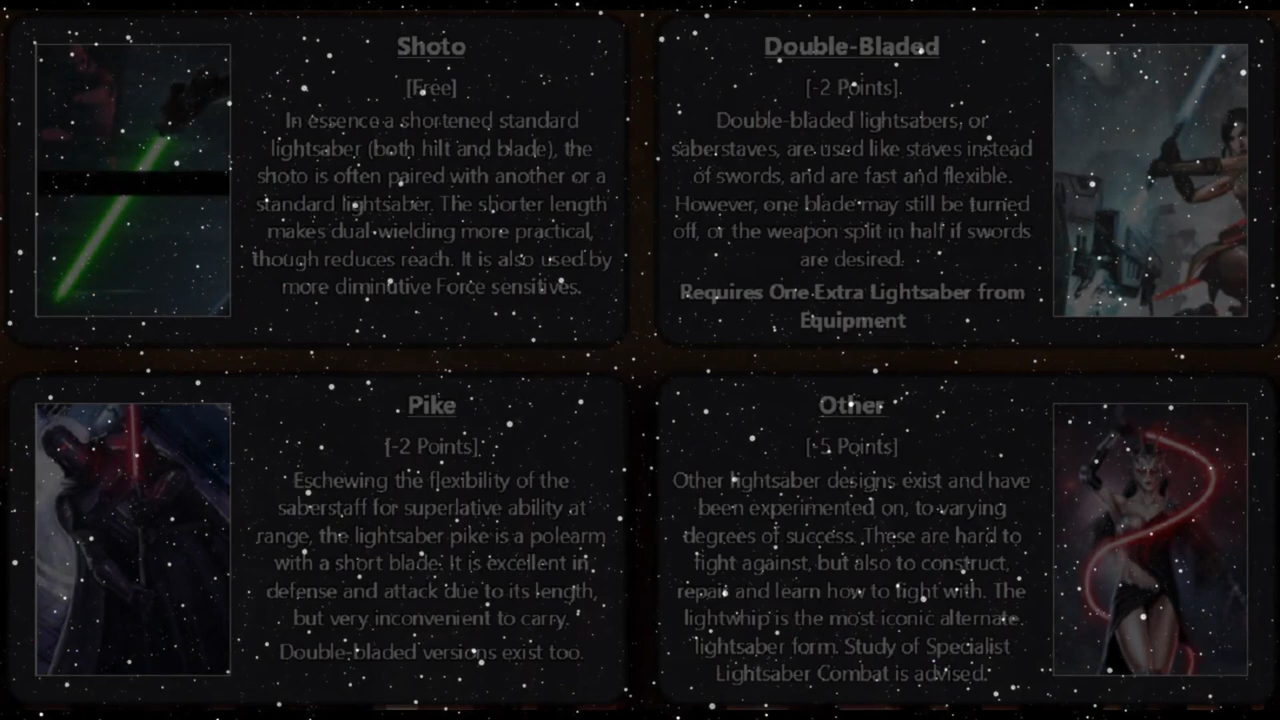 Shoto
[Free]
In essence a shortened standard
lightsaber (both hilt and blade), the
shoto is often paired with another or a
standard lightsaber. The shorter length
makes dual-wielding more practical,
though reduces reach. It is also used by
more diminutive Force sensitives.
Double-Bladed
[-2 Points]
Double-bladed lightsabers, or
saberstaves, are used like staves instead
of swords, and are fast and flexible.
However, one blade may still be turned
off, or the weapon split in half if swords
are desired.
Requires One Extra Lightsaber from
Equipment
Pike
[-2 Points]
Eschewing the flexibility of the
saberstaff for superlative ability at
range, the lightsaber pike is a polearm
with a short blade. It is excellent in
defense and attack due to its length,
but very inconvenient to carry.
Double-bladed versions exist too.
Other
[-5 Points]
Other lightsaber designs exist and have
been experimented on, to varying
degrees of success. These are hard to
fight against, but also to construct,
repair and learn how to fight with. The
lightwhip is the most iconic alternate
lightsaber form. Study of Specialist
Lightsaber Combat is advised.